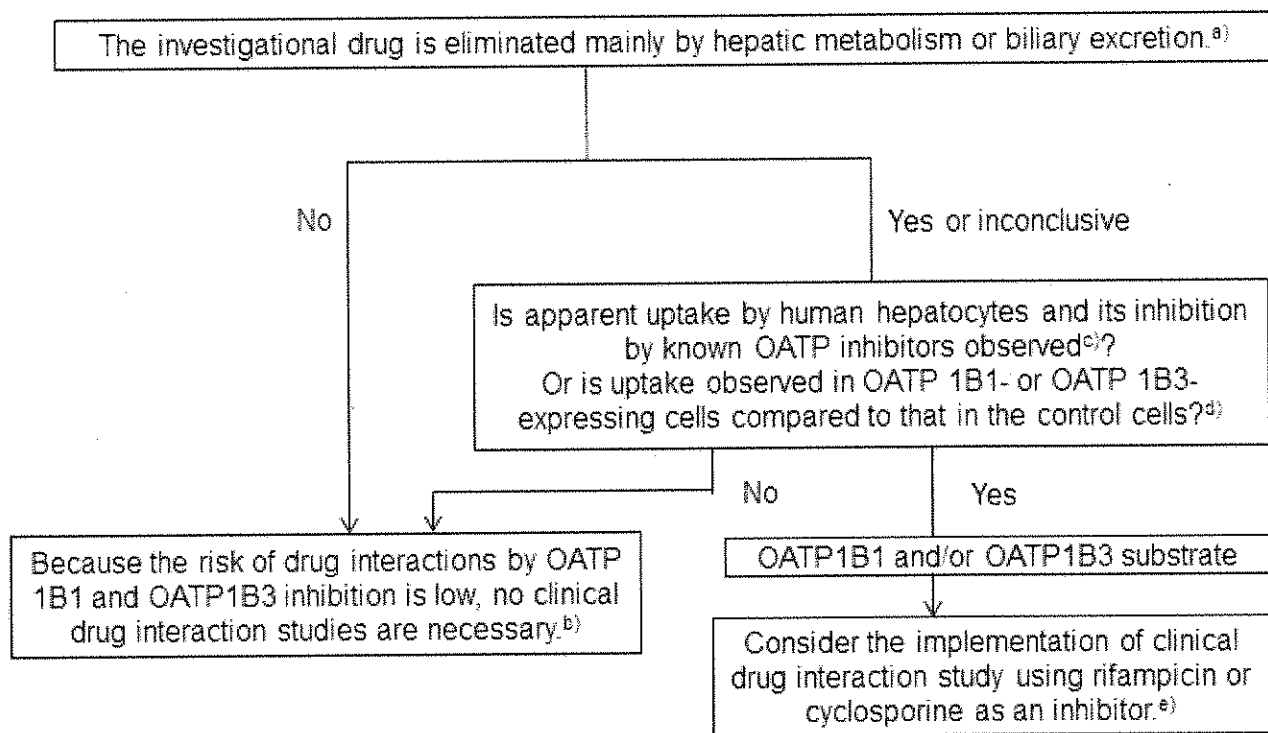 The investigational drug is eliminated mainly by hepatic metabolism or biliary excretion.a)
No
Yes or inconclusive
Is apparent uptake by human hepatocytes and its inhibition
by known OATP inhibitors observedc)?
Or is uptake observed in OATP 1B1- or OATP 1B3-
expressing cells compared to that in the control cells?d)
No
Yes
Because the risk of drug interactions by OATP
1B1 and OATP1B3 inhibition is low, no clinical
drug interaction studies are necessary.b)
OATP1B1 and/or OATP1B3 substrate
Consider the implementation of clinical
drug interaction study using rifampicin or
cyclosporine as an inhibitor.e)